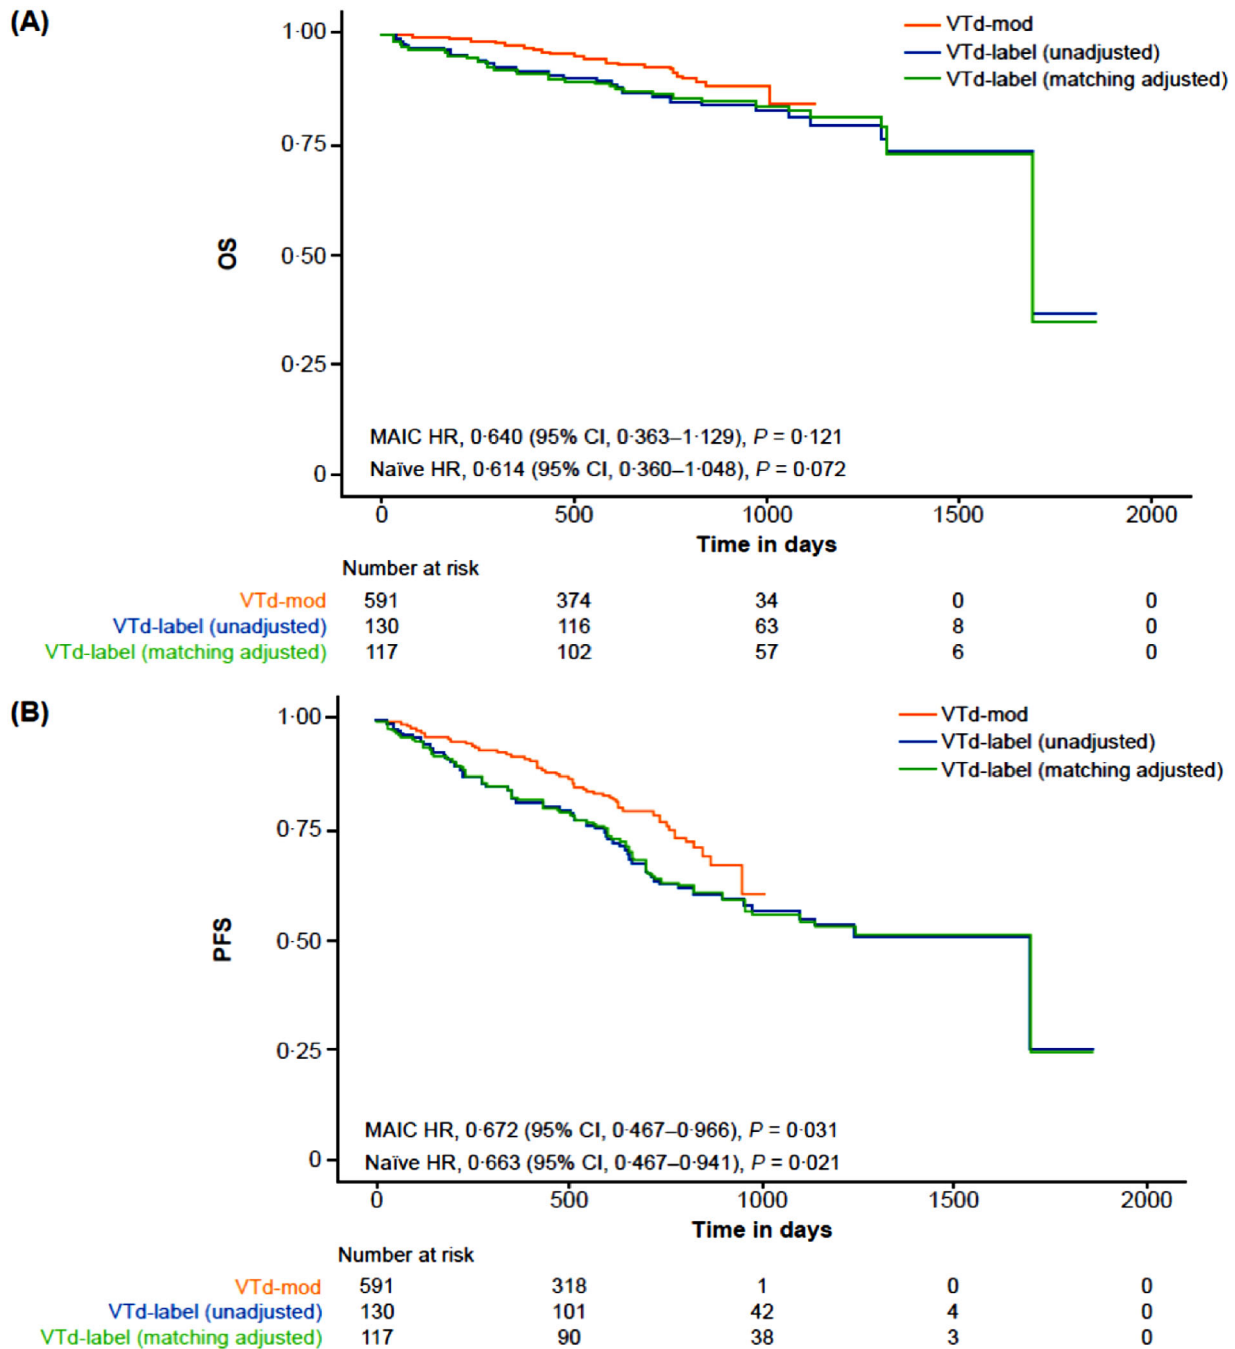 (A)
VTd-mod
VTd-label (unadjusted)
VTd-label (matching adjusted)
1·00
0·75
0·50
0·25
0
OS
MAIC HR, 0·640 (95% CI, 0·363–1·129), P = 0·121
Naïve HR, 0·614 (95% CI, 0·360–1·048), P = 0·072
0 500 1000 1500 2000
Time in days
Number at risk
VTd-mod 591 374 34 0 0
VTd-label (unadjusted) 130 116 63 8 0
VTd-label (matching adjusted) 117 102 57 6 0
(B)
VTd-mod
VTd-label (unadjusted)
VTd-label (matching adjusted)
1·00
0·75
0·50
0·25
0
PFS
MAIC HR, 0·672 (95% CI, 0·467–0·966), P = 0·031
Naïve HR, 0·663 (95% CI, 0·467–0·941), P = 0·021
0 500 1000 1500 2000
Time in days
Number at risk
VTd-mod 591 318 1 0 0
VTd-label (unadjusted) 130 101 42 4 0
VTd-label (matching adjusted) 117 90 38 3 0